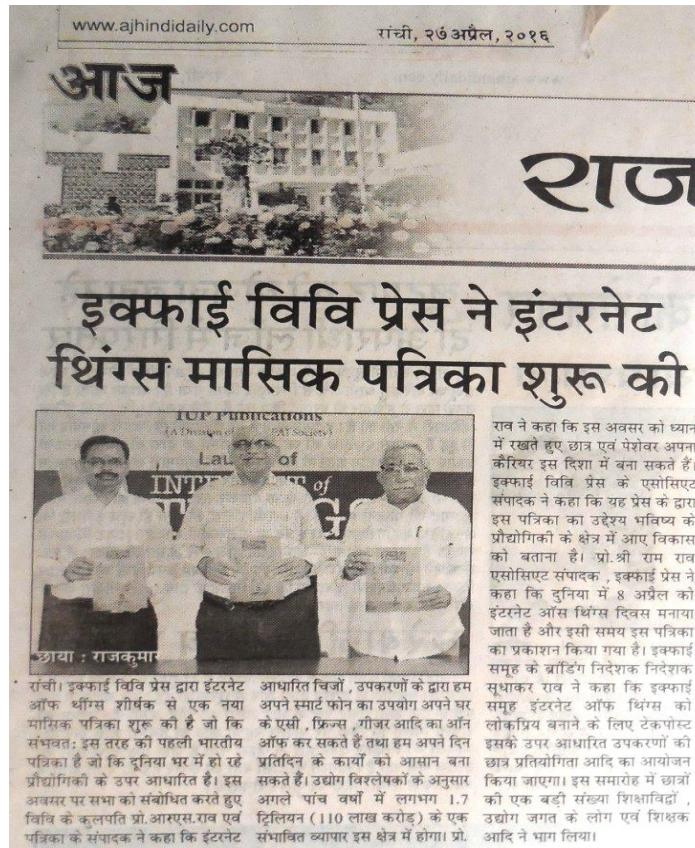 www.ajhindidaily.com
रांची, २७ अप्रैल, २०१६
आज
राज
इक्फाई विवि प्रेस ने इंटरनेट
थिंग्स मासिक पत्रिका शुरू की
IUP Publications
(A Division of
Society)
of
of
छाया : राजकुमार
रांची। इक्फाई विवि प्रेस द्वारा इंटरनेट
ऑफ थींग्स शीर्षक से एक नया
मासिक पत्रिका शुरू की है जो कि
संभवत: इस तरह की पहली भारतीय
पत्रिका है जो कि दुनिया भर में हो रहे
प्रौद्योगिकी के उपर आधारित है। इस
अवसर पर सभा को संबोधित करते हुए
विवि के कुलपति प्रो.आरएस.राव एवं
पत्रिका के संपादक ने कहा कि इंटरनेट
आधारित चिजों , उपकरणों के द्वारा हम
अपने स्मार्ट फोन का उपयोग अपने घर
के एसी , फ्रिज्स ,गीजर आदि का ऑन
ऑफ कर सकते हैं तथा हम अपने दिन
प्रतिदिन के कार्यो को आसान बना
सकते हैं। उद्योग विश्लेषकों के अनुसार
अगले पांच वर्षो में लगभग 1.7
ट्रिलियन (110 लाख करोड़) के एक
संभावित व्यापार इस क्षेत्र में होगा। प्रो.
राव ने कहा कि इस अवसर को ध्यान
में रखते हुए छात्र एवं पेशेवर अपना
कैरियर इस दिशा में बना सकते हैं।
इक्फाई विवि प्रेस के एसोसिएट
संपादक ने कहा कि यह प्रेस के द्वारा
इस पत्रिका का उद्देश्य भविष्य के
प्रौद्योगिकी के क्षेत्र में आए विकास
को बताना है। प्रो.श्री राम राव
एसोसिएट संपादक , इक्फाई प्रेस ने
कहा कि दुनिया में 8 अप्रैल को
इंटरनेट ऑस थिंग्स दिवस मनाया
जाता है और इसी समय इस पत्रिका
का प्रकाशन किया गया है। इक्फाई
समूह के ब्रांडिंग निदेशक निदेशक
सूधाकर राव ने कहा कि इक्फाई
समूह इंटरनेट ऑफ थिंग्स को
लोकप्रिय बनाने के लिए टेकपोस्ट
इसके उपर आधारित उपकरणों की
छात्र प्रतियोगिता आदि का आयोजन
किया जाएगा। इस समारोह में छात्रों
की एक बड़ी संख्या शिक्षाविदों ,
उद्योग जगत के लोग एवं शिक्षक
आदि ने भाग लिया।